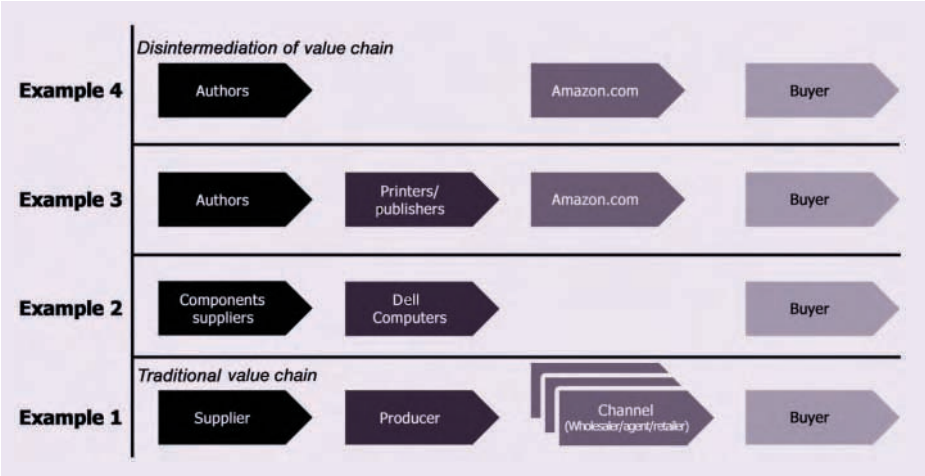 Disintermediation of value chain
Example 4
Authors
Amazon.com
Buyer
Example 3
Authors
Printers/
publishers
Amazon.com
Buyer
Example 2
Components
suppliers
Dell
Computers
Buyer
Traditional value chain
Example 1
Supplier
Producer
Channel
(Wholesaler/agent/retailer)
Buyer